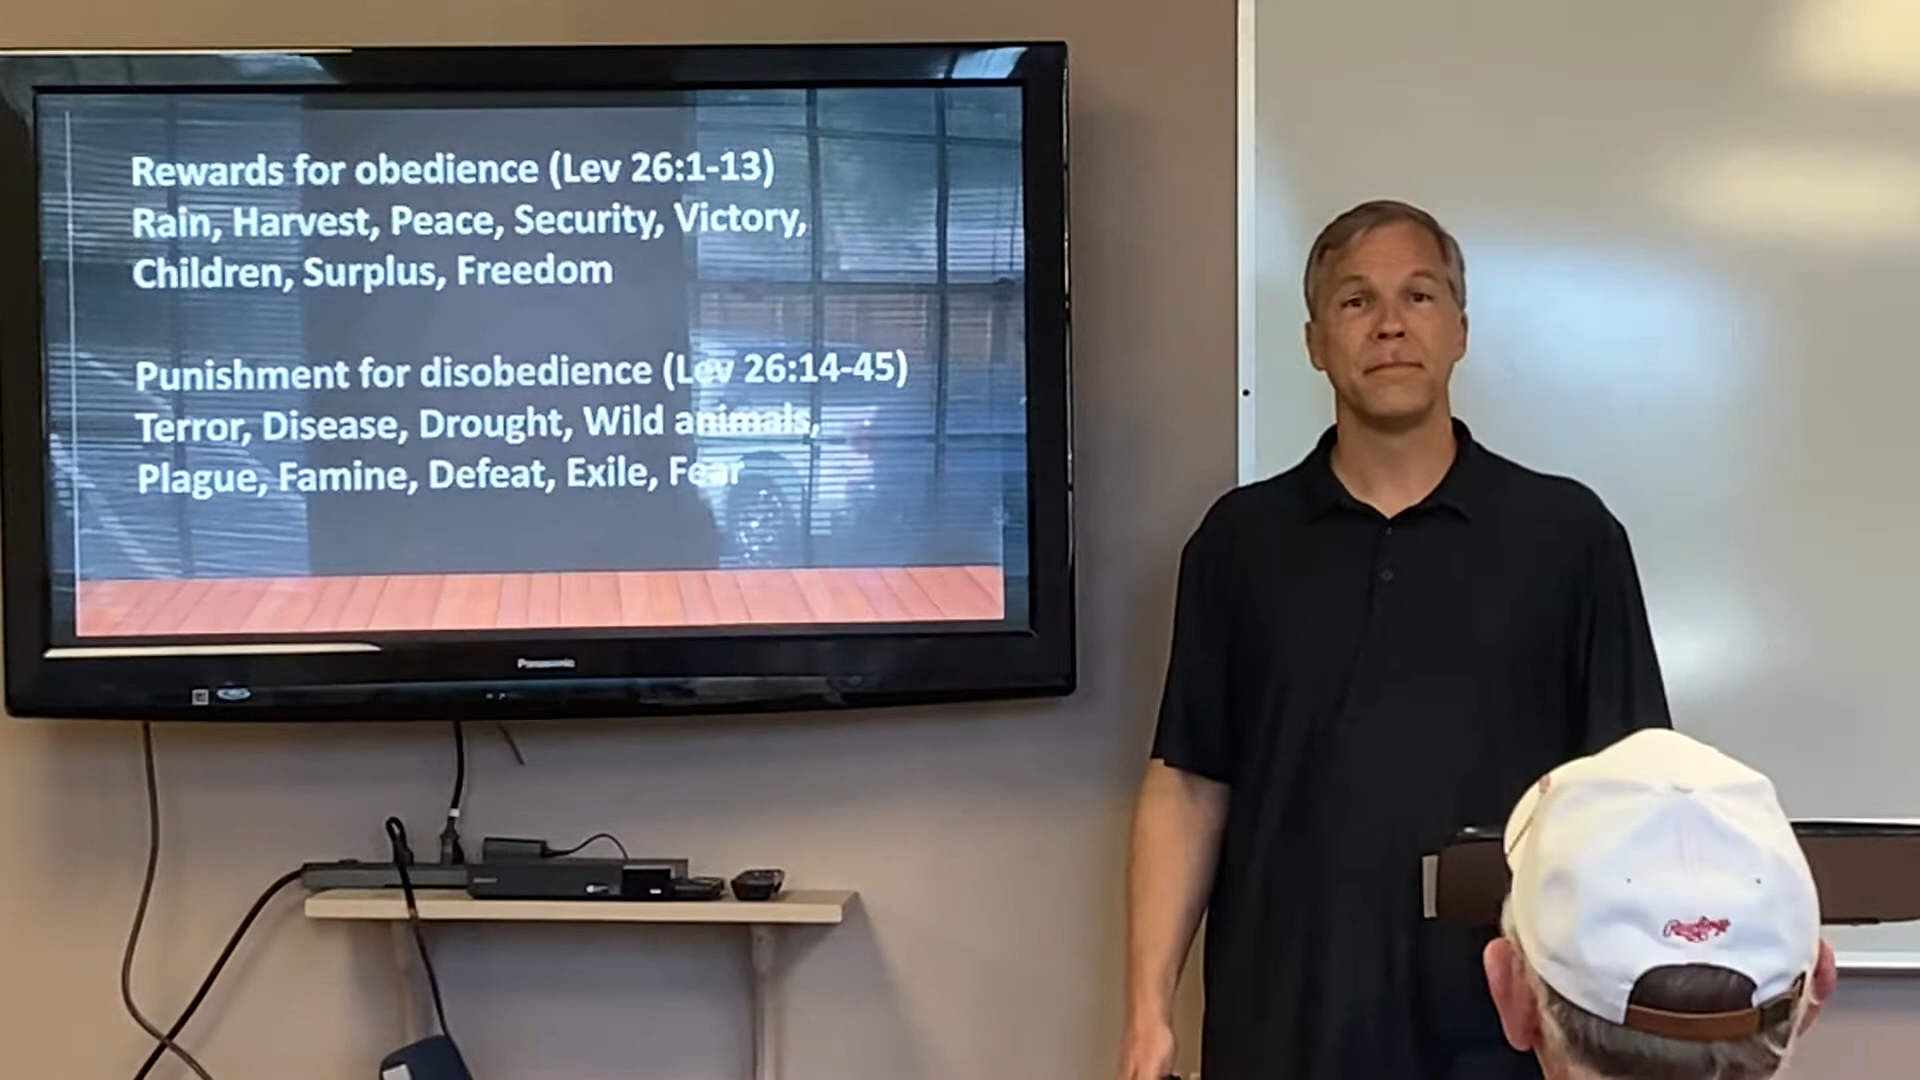 Rewards for obedience (Lev 26:1-13)
Rain, Harvest, Peace, Security, Victory,
Children, Surplus, Freedom
Punishment for disobedience (Lev 26:14-45)
Terror, Disease, Drought, Wild animals,
Plague, Famine, Defeat, Exile, Fear
Panasonic
Rawlings